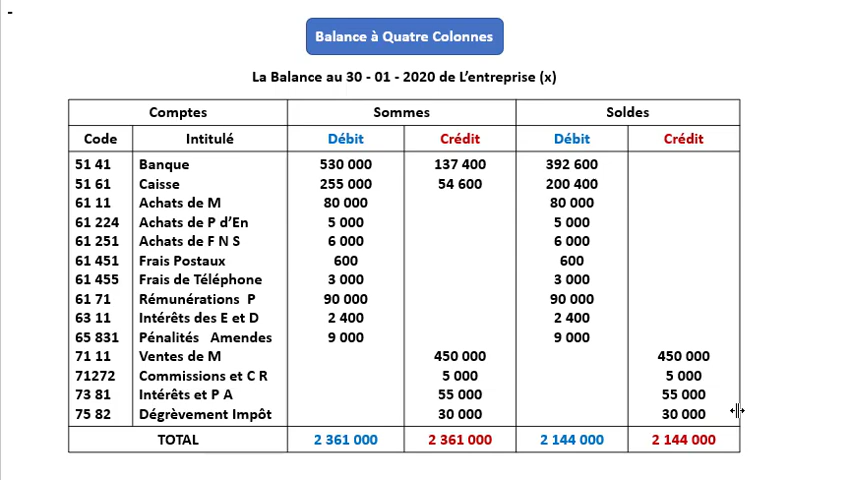 -
Balance à Quatre Colonnes
La Balance au 30 - 01 - 2020 de L’entreprise (x)
Comptes Sommes Soldes
Code Intitulé Débit Crédit Débit Crédit
51 41 Banque 530 000 137 400 392 600
51 61 Caisse 255 000 54 600 200 400
61 11 Achats de M 80 000 80 000
61 224 Achats de P d’En 5 000 5 000
61 251 Achats de F N S 6 000 6 000
61 451 Frais Postaux 600 600
61 455 Frais de Téléphone 3 000 3 000
61 71 Rémunérations P 90 000 90 000
63 11 Intérêts des E et D 2 400 2 400
65 831 Pénalités Amendes 9 000 9 000
71 11 Ventes de M 450 000 450 000
71272 Commissions et C R 5 000 5 000
73 81 Intérêts et P A 55 000 55 000
75 82 Dégrèvement Impôt 30 000 30 000
TOTAL 2 361 000 2 361 000 2 144 000 2 144 000